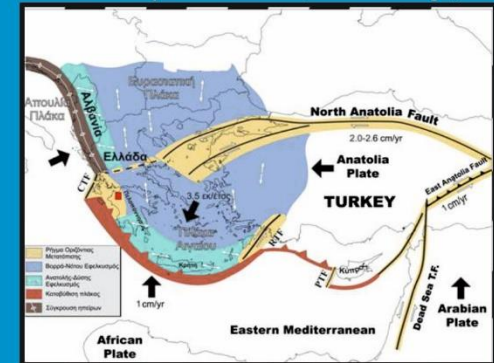 Απουλία
Πλάκα
Αλβανία
Ευρασιατική
Πλάκα
North Anatolia Fault
2.0-2.6 cm/yr
Ελλάδα
CTF
Anatolia
Plate
3.5 εκ/έτος
TURKEY
East Anatolia Fault
1 cm/yr
Αιγαίου
RTF
Κρήτη
PTF
Κύπρος
Dead Sea T.F.
1 cm/yr
Arabian
Plate
Eastern Mediterranean
African
Plate
Ρήγμα Οριζόντιας
Μετατόπισης
Βορρά-Νότου Εφελκυσμός
Ανατολής-Δύσης
Εφελκυσμός
Καταβύθιση πλάκας
Σύγκρουση ηπείρων